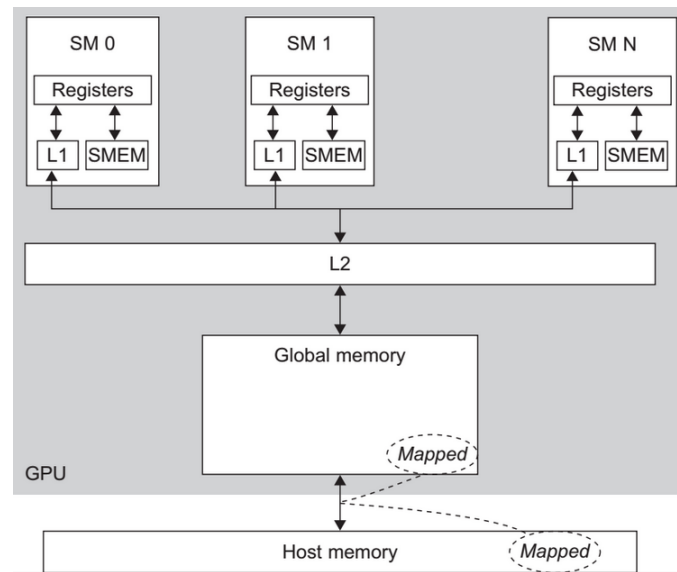 SM 0
SM 1
SM N
Registers
Registers
Registers
L1
SMEM
L1
SMEM
L1
SMEM
L2
Global memory
Mapped
GPU
Host memory
Mapped